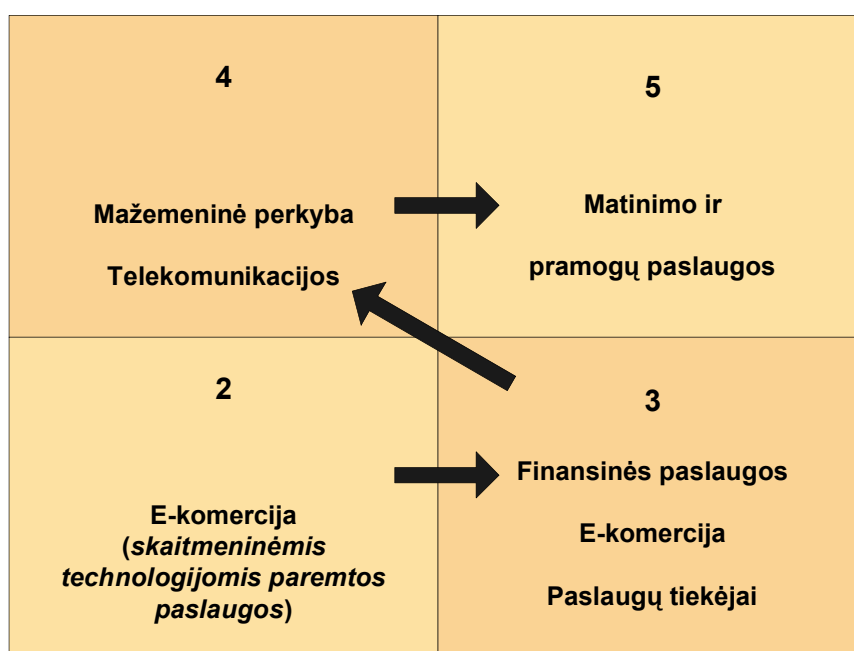 4
Mažemeninė perkyba
Telekomunikacijos
5
Matinimo ir
pramogų paslaugos
2
E-komercija
(skaitmeninėmis
technologijomis paremtos
paslaugos)
3
Finansinės paslaugos
E-komercija
Paslaugų tiekėjai